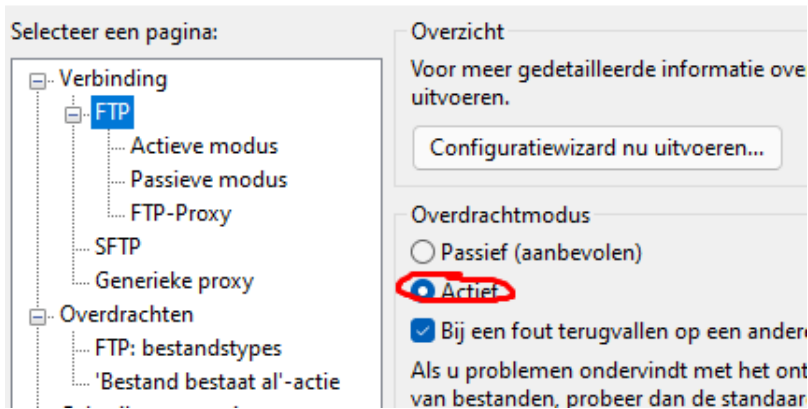 Selecteer een pagina:
Verbinding
FTP
Actieve modus
Passieve modus
FTP-Proxy
SFTP
Generieke proxy
Overdrachten
FTP: bestandstypes
'Bestand bestaat al'-actie
Overzicht
Voor meer gedetailleerde informatie ove
uitvoeren.
Configuratiewizard nu uitvoeren...
Overdrachtmodus
Passief (aanbevolen)
Actief
Bij een fout terugvallen op een andere
Als u problemen ondervindt met het ont
van bestanden, probeer dan de standaar